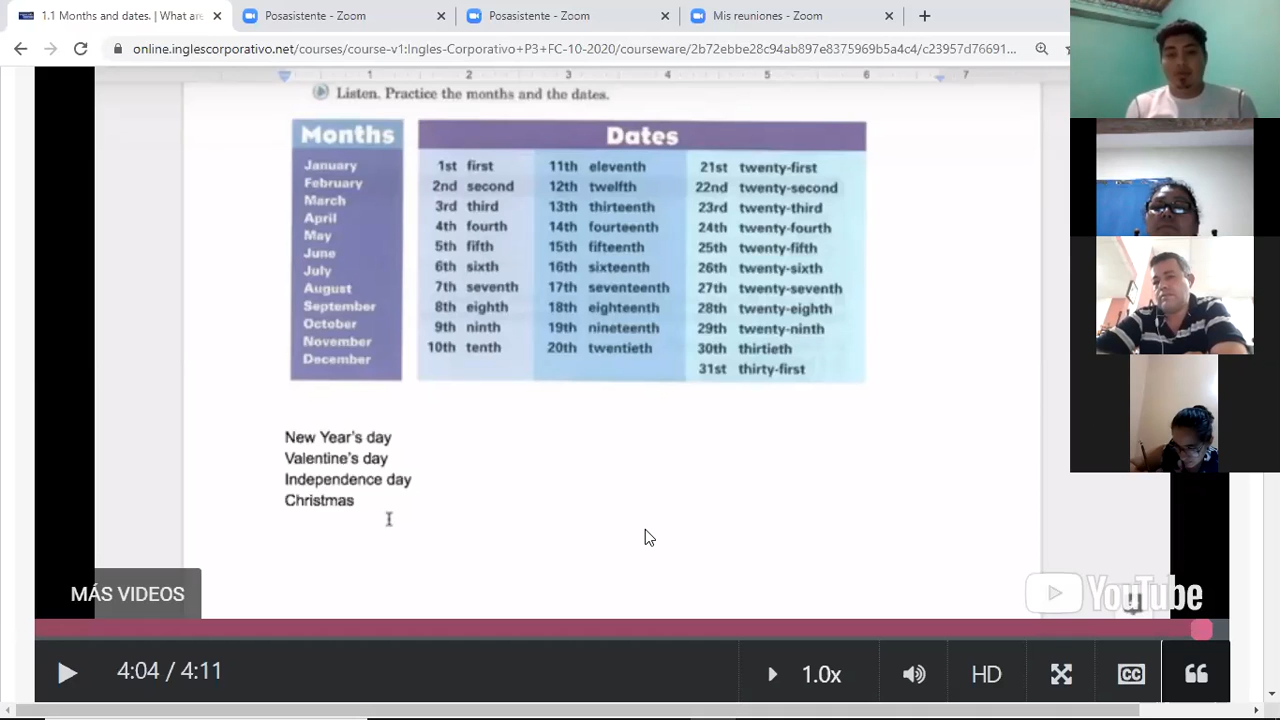 1.1 Months and dates. | What are
Posasistente - Zoom
Posasistente - Zoom
Mis reuniones - Zoom
online.inglescorporativo.net/courses/course-v1:Ingles-Corporativo+P3+FC-10-2020/courseware/2b72ebbe28c94ab897e8375969b5a4c4/c23957d76691...
1 2 3 4 5 6 7
Listen. Practice the months and the dates.
Months
January
February
March
April
May
June
July
August
September
October
November
December
Dates
1st first
2nd second
3rd third
4th fourth
5th fifth
6th sixth
7th seventh
8th eighth
9th ninth
10th tenth
11th eleventh
12th twelfth
13th thirteenth
14th fourteenth
15th fifteenth
16th sixteenth
17th seventeenth
18th eighteenth
19th nineteenth
20th twentieth
21st twenty-first
22nd twenty-second
23rd twenty-third
24th twenty-fourth
25th twenty-fifth
26th twenty-sixth
27th twenty-seventh
28th twenty-eighth
29th twenty-ninth
30th thirtieth
31st thirty-first
New Year's day
Valentine's day
Independence day
Christmas
MÁS VIDEOS
YouTube
4:04 / 4:11
1.0x
HD
CC